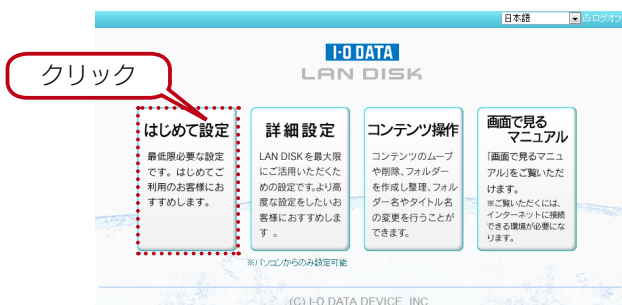 日本語 ログオフ
I-O DATA
LAN DISK
クリック
はじめて設定
最低限必要な設定
です。はじめてご
利用のお客様にお
すすめします。
詳細設定
LAN DISKを最大限
にご活用いただくた
めの設定です。より高
度な設定をしたいお
客様におすすめしま
す 。
コンテンツ操作
コンテンツのムーブ
や削除、フォルダー
を作成し整理、フォル
ダー名やタイトル名
の変更を行うことが
できます。
画面で見る
マニュアル
「画面で見るマニュ
アル」をご覧いただ
けます。
※ご覧いただくには、
インターネットに接続
できる環境が必要にな
ります。
※パソコンからのみ設定可能
(C) I-O DATA DEVICE, INC